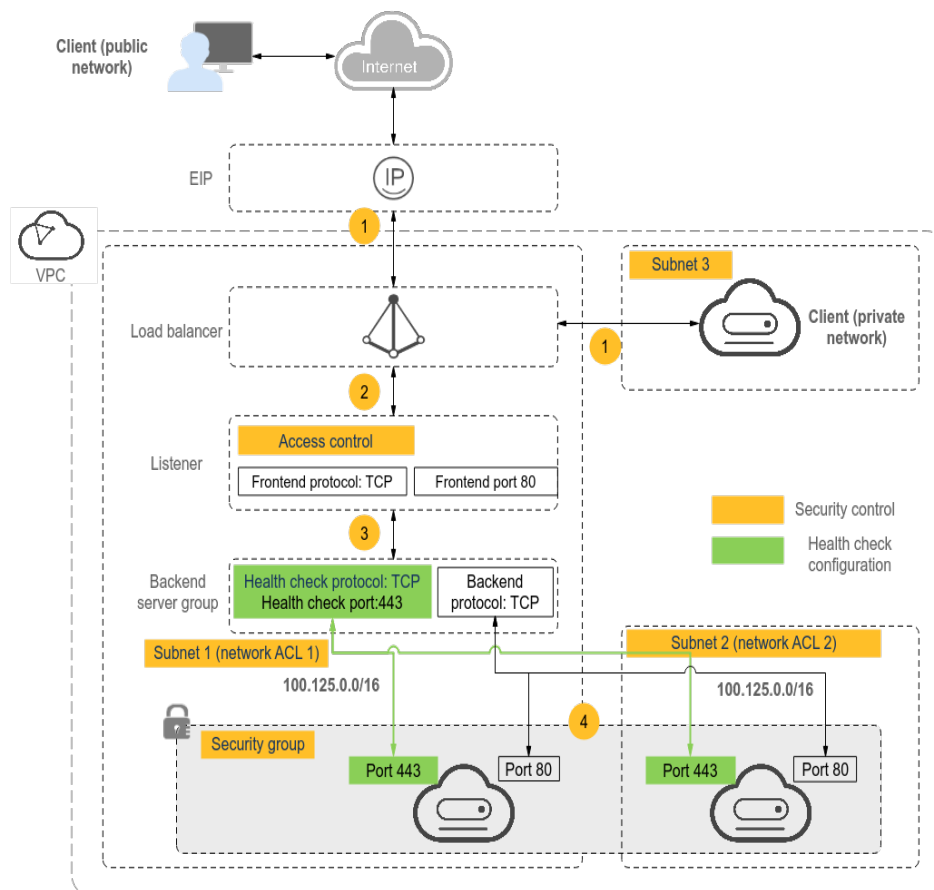 Client (public
network)
Internet
EIP
IP
1
VPC
Subnet 3
Load balancer
Client (private
network)
1
2
Access control
Listener
Frontend protocol: TCP
Frontend port 80
Security control
3
Health check
configuration
Backend
server group
Health check protocol: TCP
Health check port:443
Backend
protocol: TCP
Subnet 1 (network ACL 1)
Subnet 2 (network ACL 2)
100.125.0.0/16
100.125.0.0/16
4
Security group
Port 443
Port 80
Port 443
Port 80